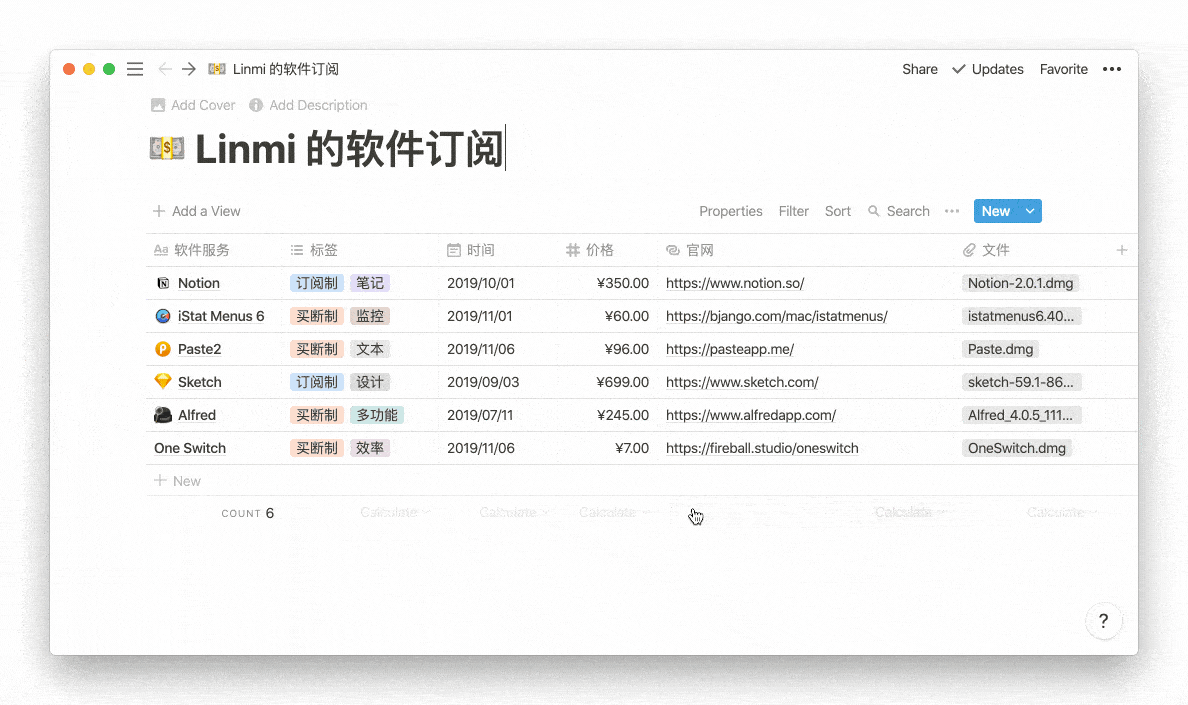 Linmi 的软件订阅 Share Updates Favorite
Add Cover Add Description
Linmi 的软件订阅
Add a View Properties Filter Sort Search New
Aa 软件服务 标签 时间 价格 官网 文件
Notion 订阅制 笔记 2019/10/01 ¥350.00 https://www.notion.so/ Notion-2.0.1.dmg
iStat Menus 6 买断制 监控 2019/11/01 ¥60.00 https://bjango.com/mac/istatmenus/ istatmenus6.40...
Paste2 买断制 文本 2019/11/06 ¥96.00 https://pasteapp.me/ Paste.dmg
Sketch 订阅制 设计 2019/09/03 ¥699.00 https://www.sketch.com/ sketch-59.1-86...
Alfred 买断制 多功能 2019/07/11 ¥245.00 https://www.alfredapp.com/ Alfred_4.0.5_111...
One Switch 买断制 效率 2019/11/06 ¥7.00 https://fireball.studio/oneswitch OneSwitch.dmg
New
COUNT 6 Calculate Calculate Calculate Calculate Calculate
?